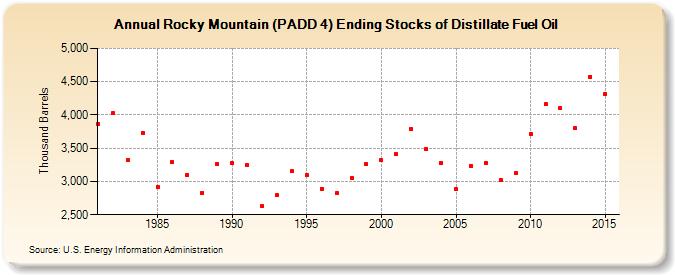 Annual Rocky Mountain (PADD 4) Ending Stocks of Distillate Fuel Oil
Thousand Barrels
5,000
4,500
4,000
3,500
3,000
2,500
1985 1990 1995 2000 2005 2010 2015
Source: U.S. Energy Information Administration